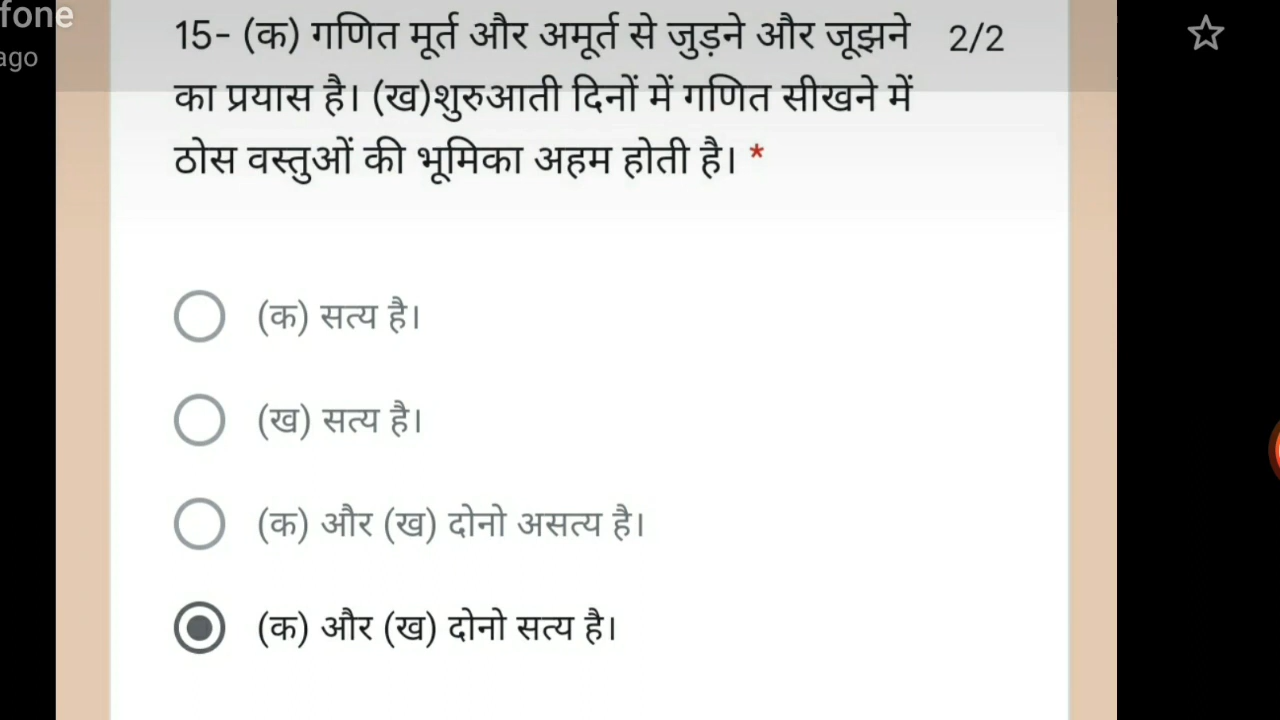 fone
ago
15- (क) गणित मूर्त और अमूर्त से जुड़ने और जूझने 2/2
का प्रयास है। (ख)शुरुआती दिनों में गणित सीखने में
ठोस वस्तुओं की भूमिका अहम होती है। *
(क) सत्य है।
(ख) सत्य है।
(क) और (ख) दोनो असत्य है।
(क) और (ख) दोनो सत्य है।